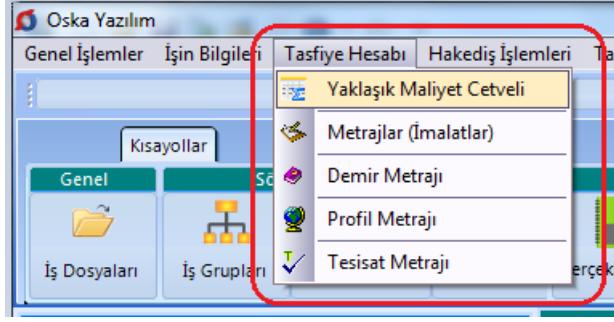 Oska Yazılım
Genel İşlemler İşin Bilgileri Tasfiye Hesabı Hakediş İşlemleri
Yaklaşık Maliyet Cetveli
Metrajlar (İmalatlar)
Demir Metrajı
Profil Metrajı
Tesisat Metrajı
Kısayollar
Genel
İş Dosyaları İş Grupları